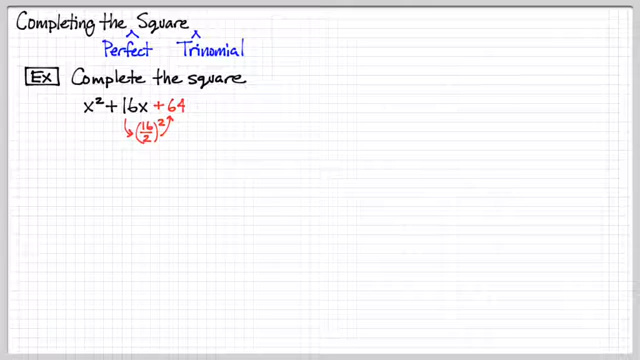 Completing the Square
Perfect Trinomial
Ex Complete the square
x² + 16x + 64
(16/2)²